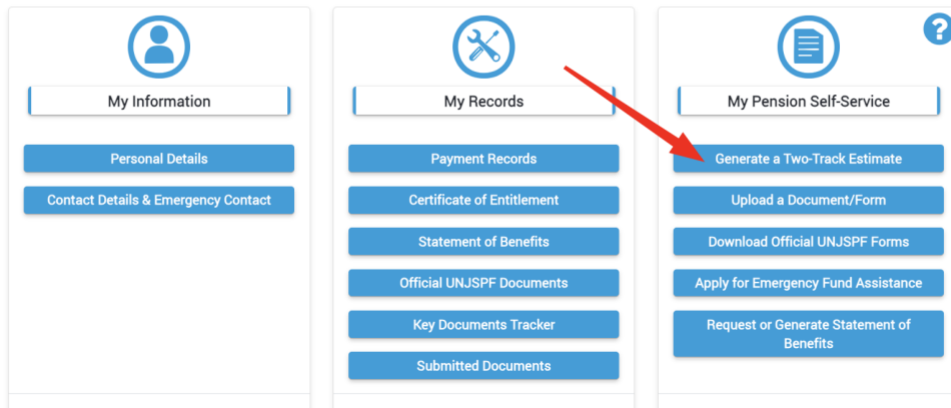 ?
My Information
Personal Details
Contact Details & Emergency Contact
My Records
Payment Records
Certificate of Entitlement
Statement of Benefits
Official UNJSPF Documents
Key Documents Tracker
Submitted Documents
My Pension Self-Service
Generate a Two-Track Estimate
Upload a Document/Form
Download Official UNJSPF Forms
Apply for Emergency Fund Assistance
Request or Generate Statement of
Benefits